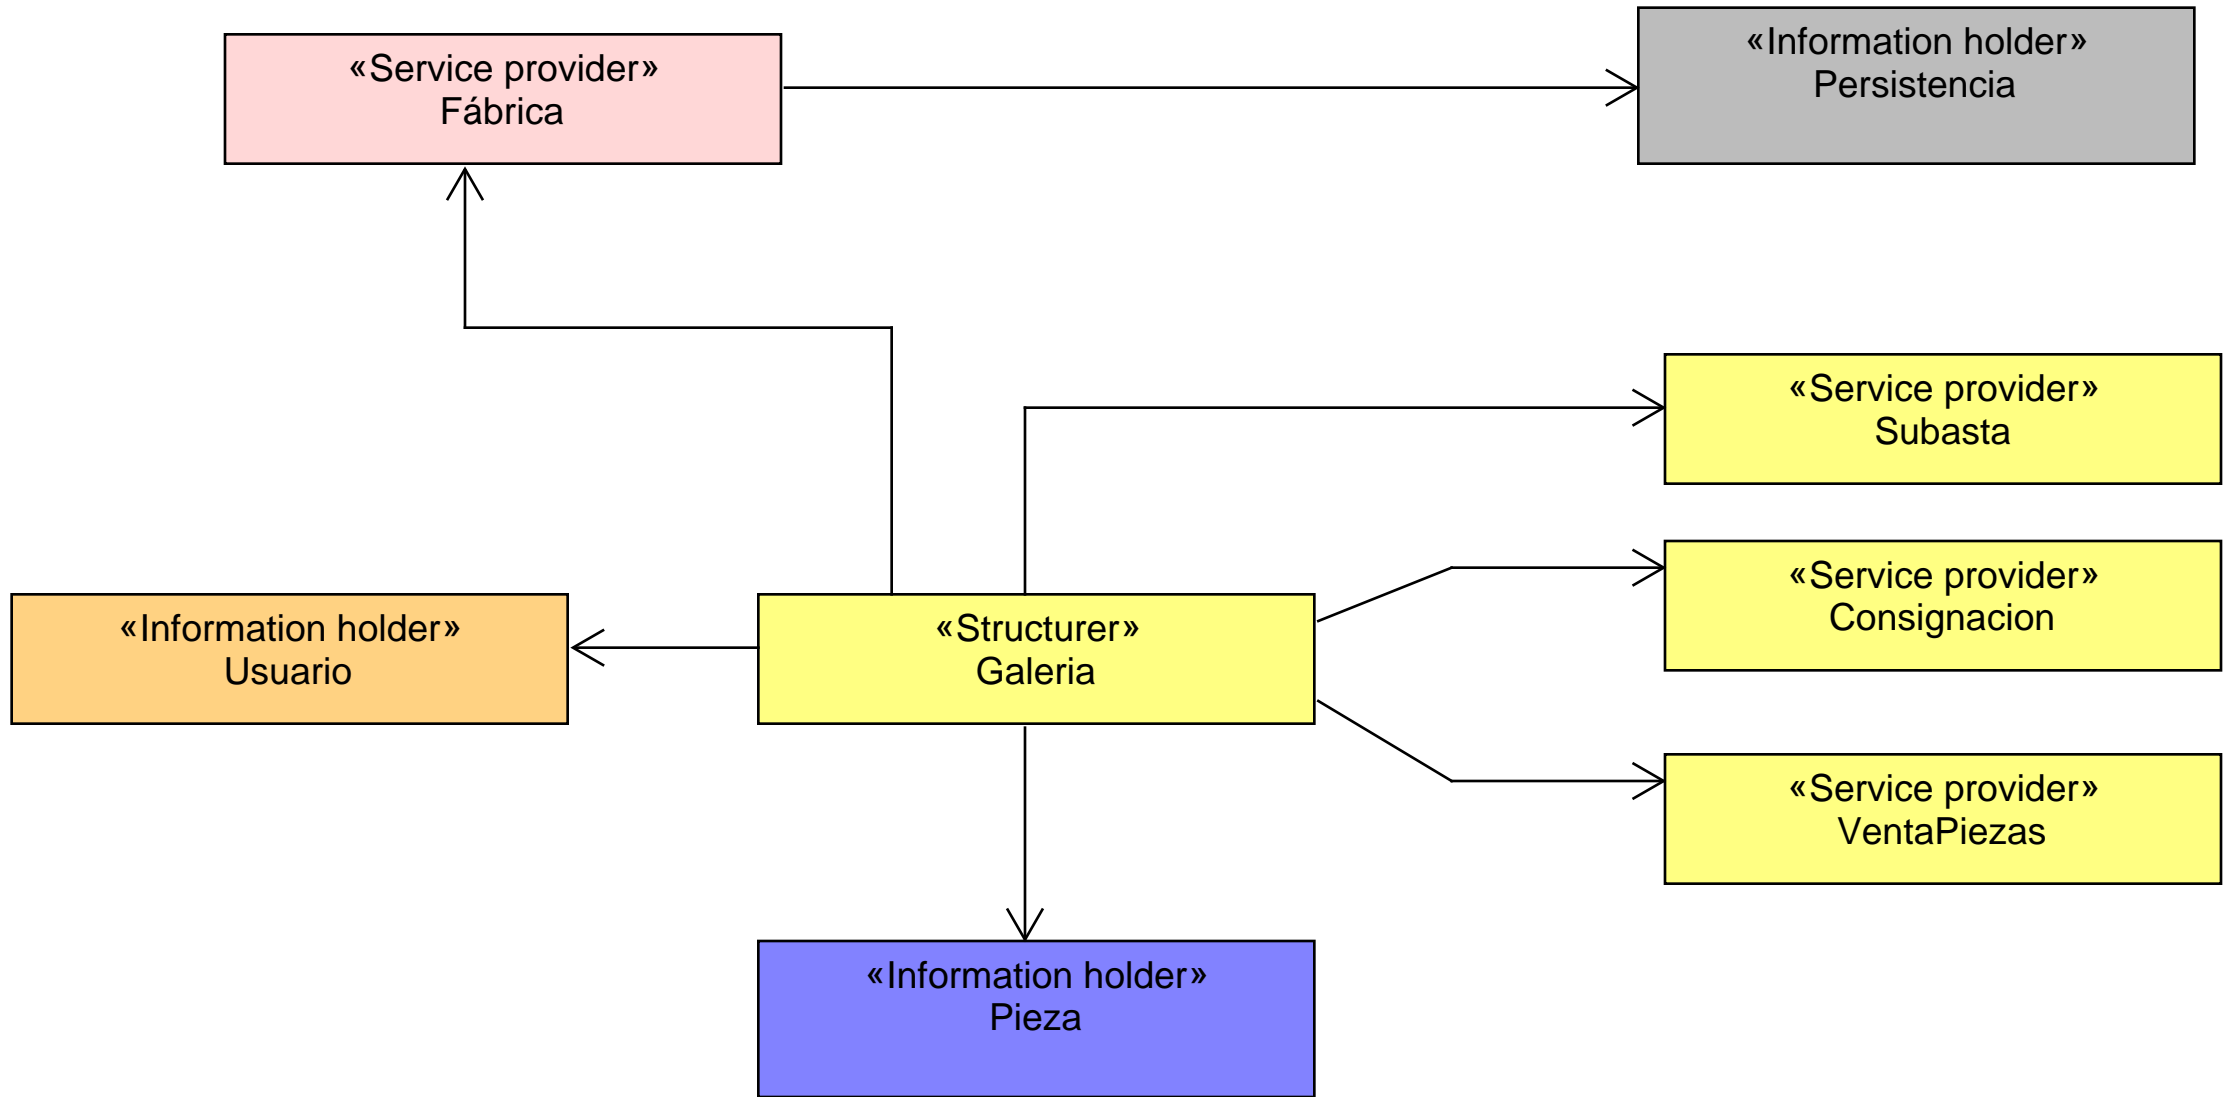 «Service provider»
Fábrica
«Information holder»
Persistencia
«Service provider»
Subasta
«Service provider»
Consignacion
«Information holder»
Usuario
«Structurer»
Galeria
«Service provider»
VentaPiezas
«Information holder»
Pieza